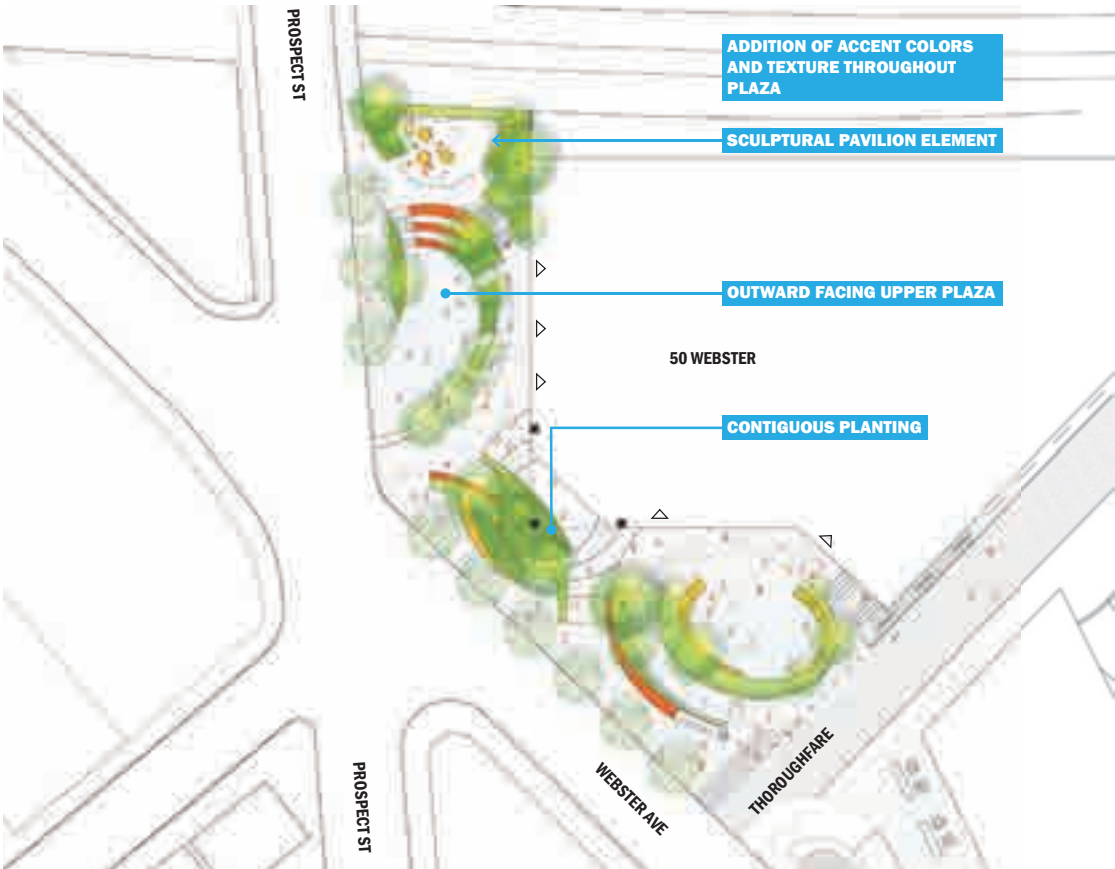 PROSPECT ST
ADDITION OF ACCENT COLORS
AND TEXTURE THROUGHOUT
PLAZA
SCULPTURAL PAVILION ELEMENT
OUTWARD FACING UPPER PLAZA
50 WEBSTER
CONTIGUOUS PLANTING
PROSPECT ST
WEBSTER AVE
THOROUGHFARE